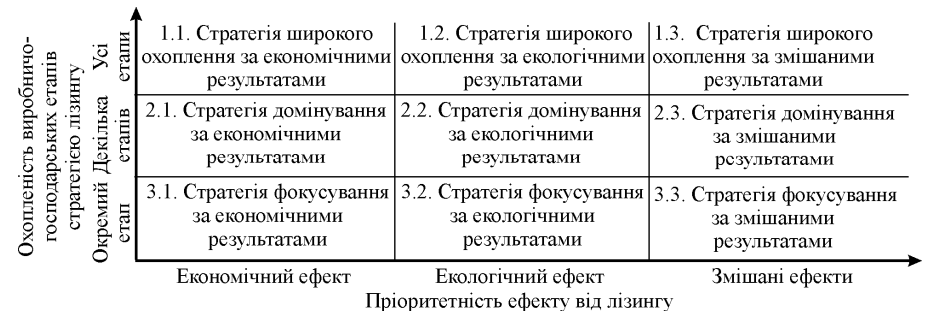 Охопленість виробничо-
господарських етапів
стратегією лізингу
Усі
етапи
1.1. Стратегія широкого
охоплення за економічними
результатами
1.2. Стратегія широкого
охоплення за екологічними
результатами
1.3. Стратегія широкого
охоплення за змішаними
результатами
Декілька
етапів
2.1. Стратегія домінування
за економічними
результатами
2.2. Стратегія домінування
за екологічними
результатами
2.3. Стратегія домінування
за змішаними
результатами
Окремий
етап
3.1. Стратегія фокусування
за економічними
результатами
3.2. Стратегія фокусування
за екологічними
результатами
3.3. Стратегія фокусування
за змішаними
результатами
Економічний ефект
Екологічний ефект
Змішані ефекти
Пріоритетність ефекту від лізингу